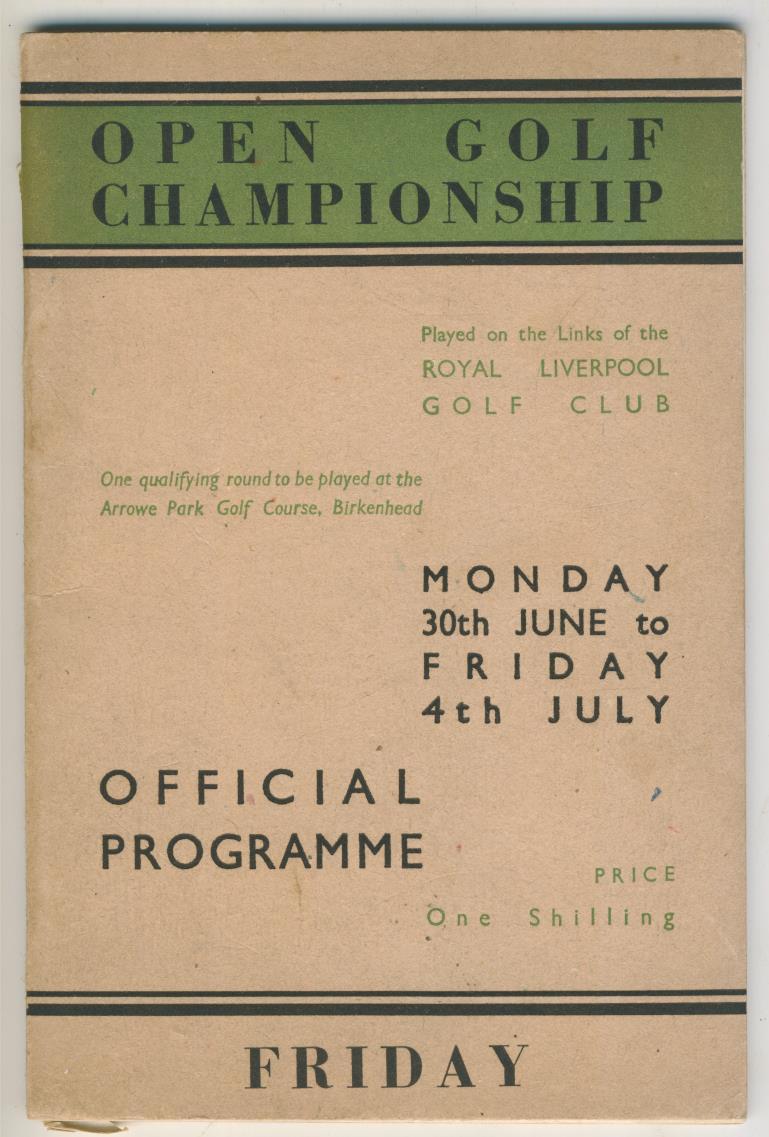 OPEN GOLF
CHAMPIONSHIP
Played on the Links of the
ROYAL LIVERPOOL
GOLF CLUB
One qualifying round to be played at the
Arrowe Park Golf Course, Birkenhead
MONDAY
30th JUNE to
FRIDAY
4th JULY
OFFICIAL
PROGRAMME
PRICE
One Shilling
FRIDAY